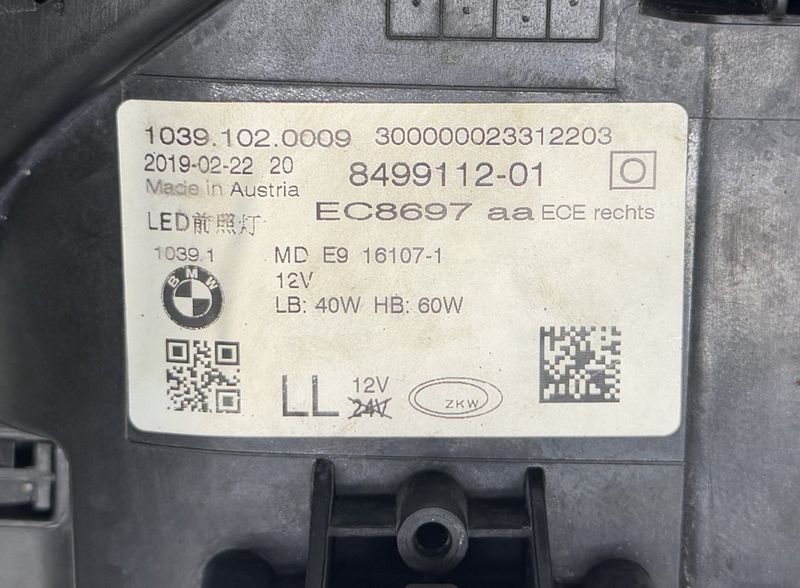 1039.102.0009 300000023312203
2019-02-22 20 8499112-01
Made in Austria
EC8697 aa ECE rechts
LED前照灯
1039.1 MD E9 16107-1
12V
BMW
LB: 40W HB: 60W
LL 12V
24V
ZKW